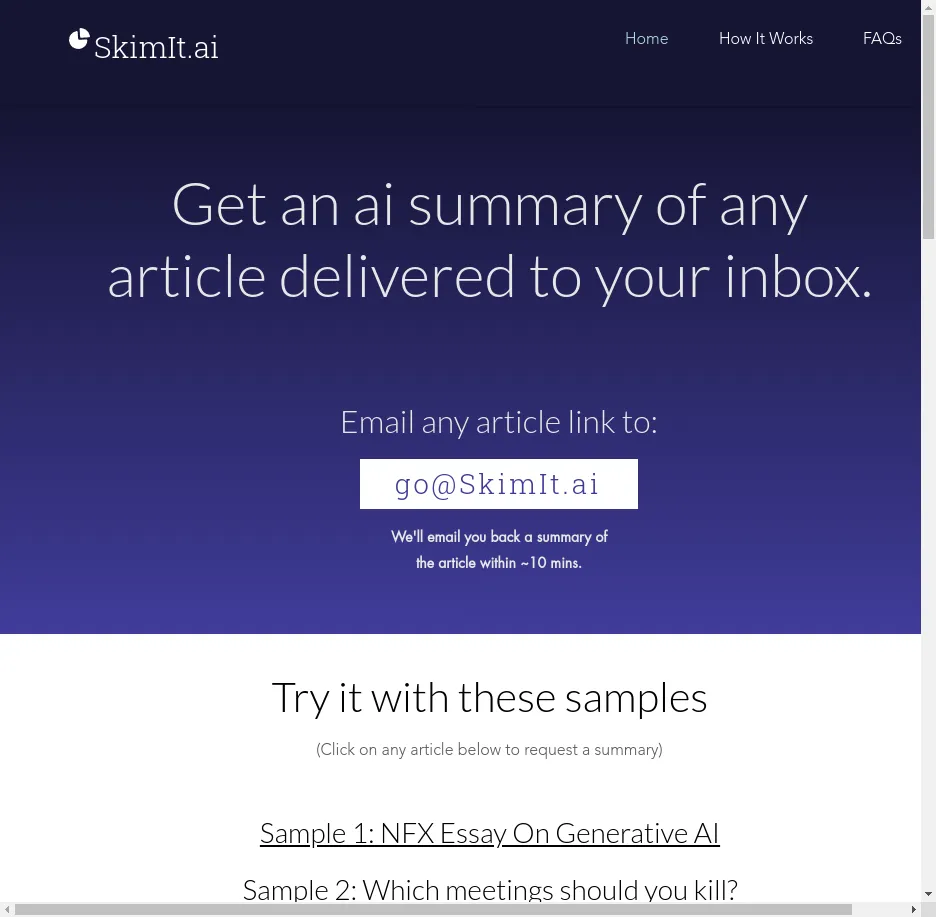 SkimIt.ai
Home
How It Works
FAQs
Get an ai summary of any
article delivered to your inbox.
Email any article link to:
go@SkimIt.ai
We'll email you back a summary of
the article within ~10 mins.
Try it with these samples
(Click on any article below to request a summary)
Sample 1: NFX Essay On Generative AI
Sample 2: Which meetings should you kill?